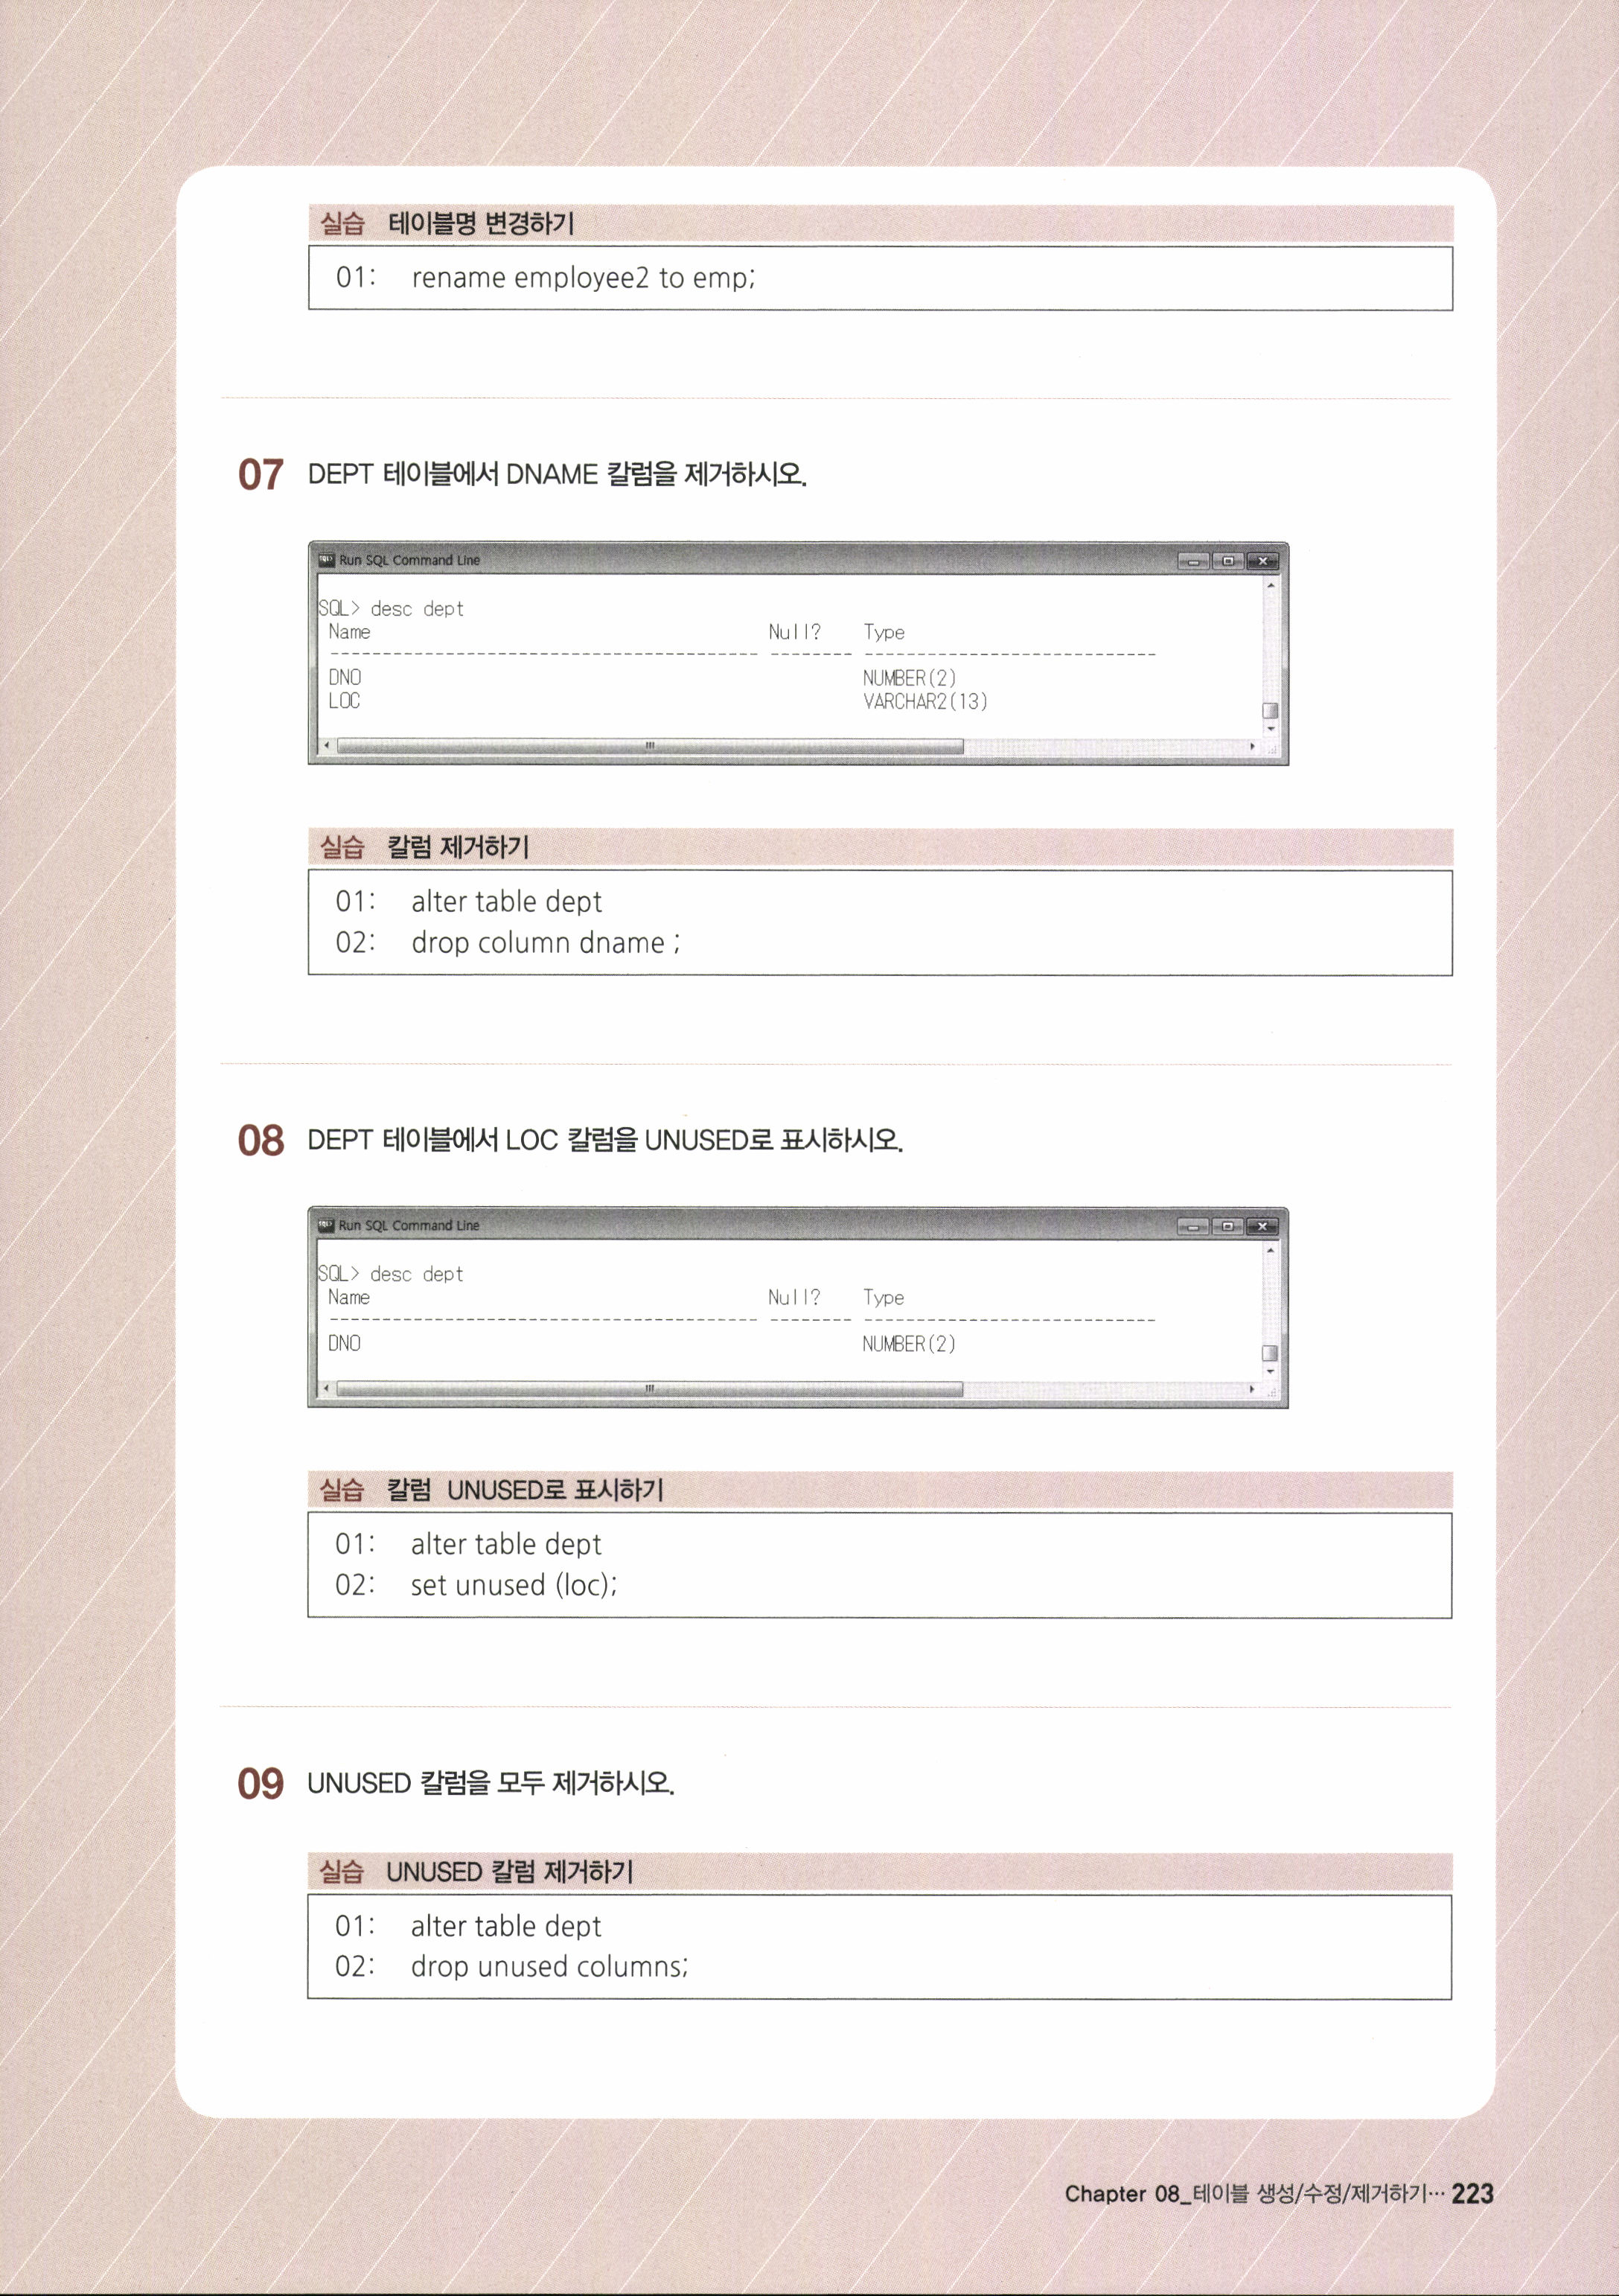 실습 테이블명 변경하기
01: rename employee2 to emp;
07 DEPT 테이블에서 DNAME 칼럼을 제거하시오.
Run SQL Command Line
SQL> desc dept
Name Null? Type
----------------------------------------- -------- ----------------------------
DNO NUMBER(2)
LOC VARCHAR2(13)
실습 칼럼 제거하기
01: alter table dept
02: drop column dname ;
08 DEPT 테이블에서 LOC 칼럼을 UNUSED로 표시하시오.
Run SQL Command Line
SQL> desc dept
Name Null? Type
----------------------------------------- -------- ----------------------------
DNO NUMBER(2)
실습 칼럼 UNUSED로 표시하기
01: alter table dept
02: set unused (loc);
09 UNUSED 칼럼을 모두 제거하시오.
실습 UNUSED 칼럼 제거하기
01: alter table dept
02: drop unused columns;
Chapter 08_테이블 생성/수정/제거하기… 223